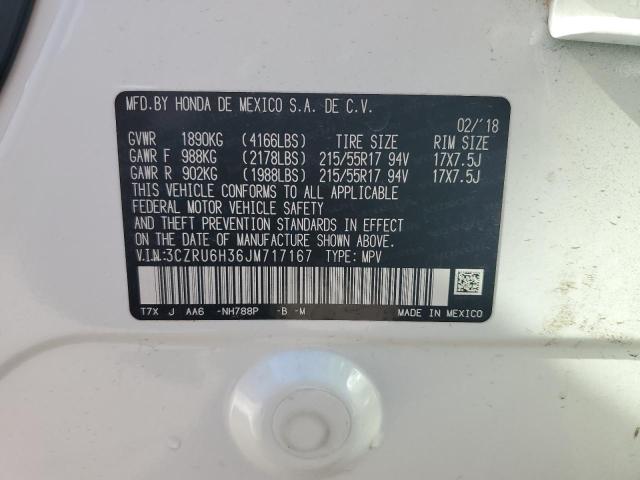 MFD.BY HONDA DE MEXICO S.A. DE C.V.
02/'18
GVWR 1890KG (4166LBS) TIRE SIZE RIM SIZE
GAWR F 988KG (2178LBS) 215/55R17 94V 17X7.5J
GAWR R 902KG (1988LBS) 215/55R17 94V 17X7.5J
THIS VEHICLE CONFORMS TO ALL APPLICABLE
FEDERAL MOTOR VEHICLE SAFETY
AND THEFT PREVENTION STANDARDS IN EFFECT
ON THE DATE OF MANUFACTURE SHOWN ABOVE.
V.I.N.:3CZRU6H36JM717167 TYPE: MPV
T7X J AA6 -NH788P -B -M MADE IN MEXICO